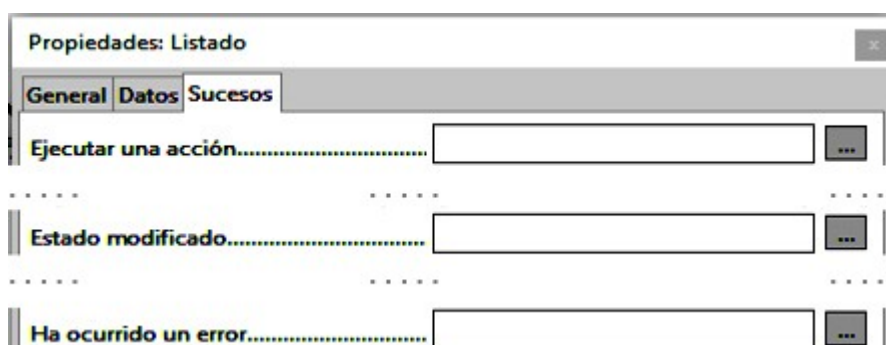 Propiedades: Listado
x
General Datos Sucesos
Ejecutar una acción................................ ...
. . . . . . . . . . . . . .
Estado modificado................................. ...
. . . . . . . . . . . . . .
Ha ocurrido un error.............................. ...